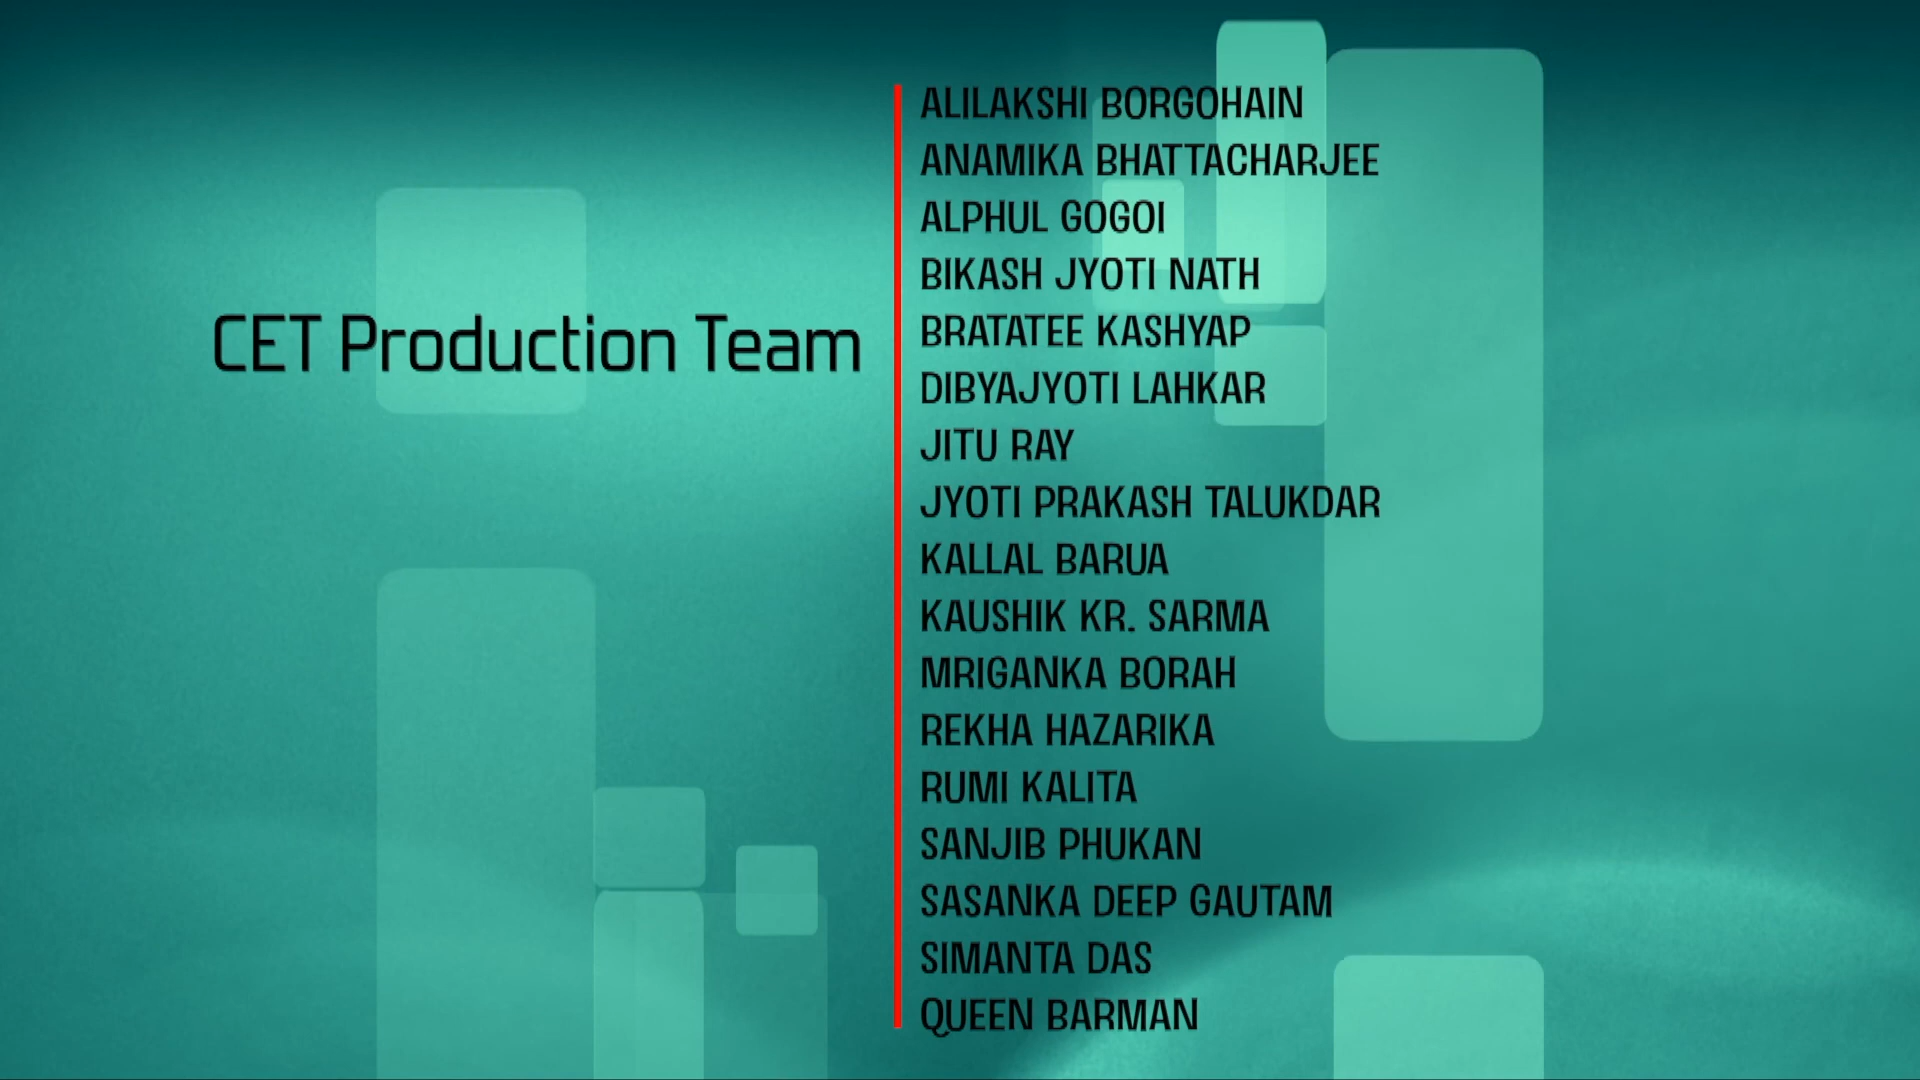 CET Production Team
ALILAKSHI BORGOHAIN
ANAMIKA BHATTACHARJEE
ALPHUL GOGOI
BIKASH JYOTI NATH
BRATATEE KASHYAP
DIBYAJYOTI LAHKAR
JITU RAY
JYOTI PRAKASH TALUKDAR
KALLAL BARUA
KAUSHIK KR. SARMA
MRIGANKA BORAH
REKHA HAZARIKA
RUMI KALITA
SANJIB PHUKAN
SASANKA DEEP GAUTAM
SIMANTA DAS
QUEEN BARMAN